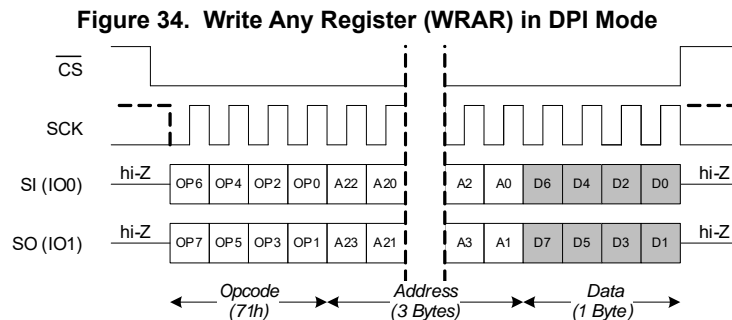 Figure 34. Write Any Register (WRAR) in DPI Mode
CS
SCK
hi-Z SI (IO0) OP6 OP4 OP2 OP0 A22 A20 A2 A0 D6 D4 D2 D0 hi-Z
hi-Z SO (IO1) OP7 OP5 OP3 OP1 A23 A21 A3 A1 D7 D5 D3 D1 hi-Z
Opcode Address Data
(71h) (3 Bytes) (1 Byte)